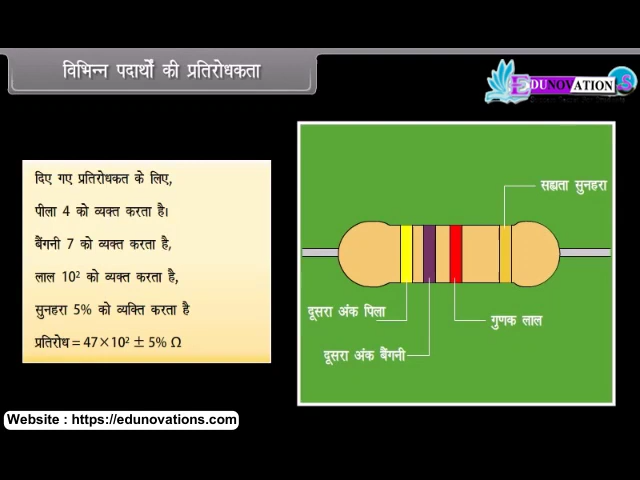 विभिन्न पदार्थों की प्रतिरोधकता
EDUNOVATIONS
दिए गए प्रतिरोधकत के लिए,
पीला 4 को व्यक्त करता है।
बैंगनी 7 को व्यक्त करता है,
लाल 10² को व्यक्त करता है,
सुनहरा 5% को व्यक्ति करता है
प्रतिरोध = 47×10² ± 5% Ω
सह्यता सुनहरा
दूसरा अंक पिला
गुणक लाल
दूसरा अंक बैंगनी
Website : https://edunovations.com/